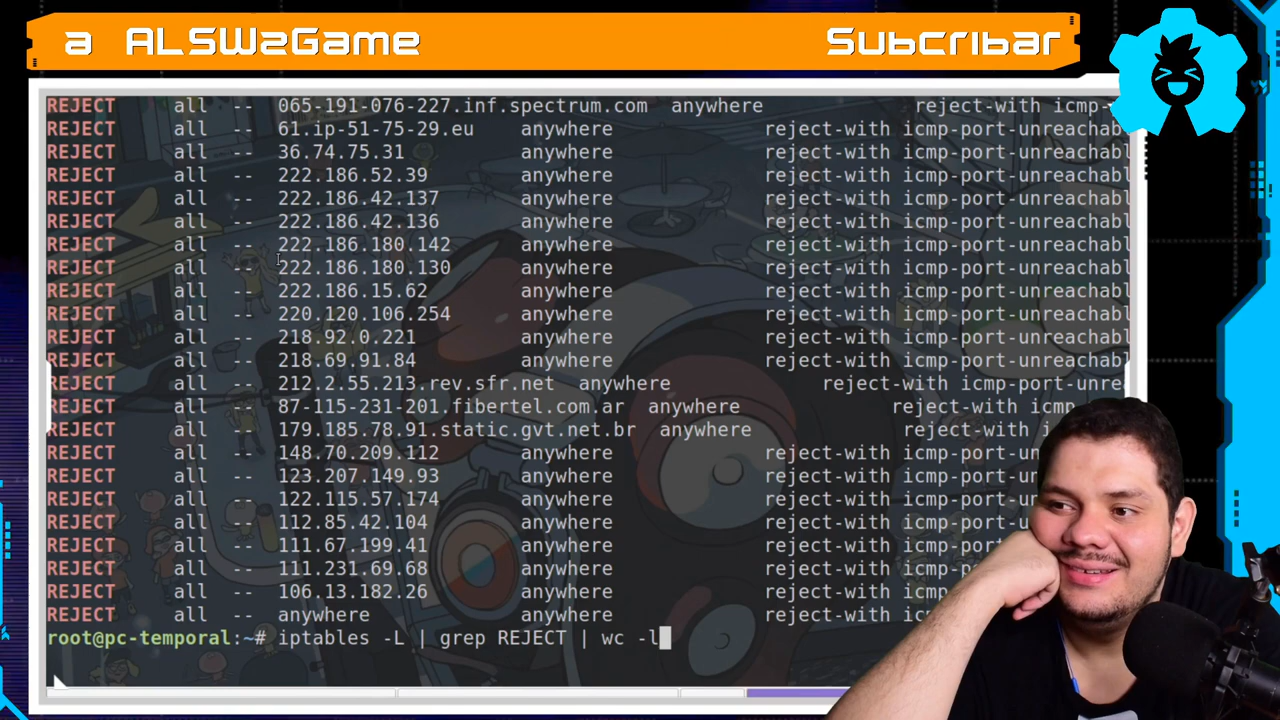 a ALSW2Game
Subcribar
REJECT all -- 065-191-076-227.inf.spectrum.com anywhere reject-with icmp-
REJECT all -- 61.ip-51-75-29.eu anywhere reject-with icmp-port-unreachabl
REJECT all -- 36.74.75.31 anywhere reject-with icmp-port-unreachabl
REJECT all -- 222.186.52.39 anywhere reject-with icmp-port-unreachabl
REJECT all -- 222.186.42.137 anywhere reject-with icmp-port-unreachabl
REJECT all -- 222.186.42.136 anywhere reject-with icmp-port-unreachabl
REJECT all -- 222.186.180.142 anywhere reject-with icmp-port-unreachabl
REJECT all -- 222.186.180.130 anywhere reject-with icmp-port-unreachabl
REJECT all -- 222.186.15.62 anywhere reject-with icmp-port-unreachabl
REJECT all -- 220.120.106.254 anywhere reject-with icmp-port-unreachabl
REJECT all -- 218.92.0.221 anywhere reject-with icmp-port-unreachabl
REJECT all -- 218.69.91.84 anywhere reject-with icmp-port-unreachabl
REJECT all -- 212.2.55.213.rev.sfr.net anywhere reject-with icmp-port-unrea
REJECT all -- 87-115-231-201.fibertel.com.ar anywhere reject-with icmp
REJECT all -- 179.185.78.91.static.gvt.net.br anywhere reject-with
REJECT all -- 148.70.209.112 anywhere reject-with icmp-port-un
REJECT all -- 123.207.149.93 anywhere reject-with icmp-port-un
REJECT all -- 122.115.57.174 anywhere reject-with icmp-port-un
REJECT all -- 112.85.42.104 anywhere reject-with icmp-port-u
REJECT all -- 111.67.199.41 anywhere reject-with icmp-port-
REJECT all -- 111.231.69.68 anywhere reject-with icmp-po
REJECT all -- 106.13.182.26 anywhere reject-with icmp
REJECT all -- anywhere anywhere reject-with icm
root@pc-temporal:~# iptables -L | grep REJECT | wc -l